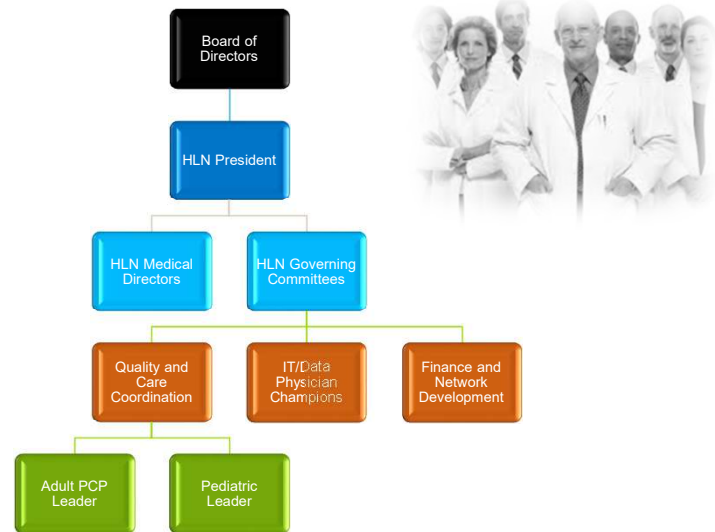 Board of
Directors
HLN President
HLN Medical
Directors
HLN Governing
Committees
Quality and
Care
Coordination
IT/Data
Physician
Champions
Finance and
Network
Development
Adult PCP
Leader
Pediatric
Leader